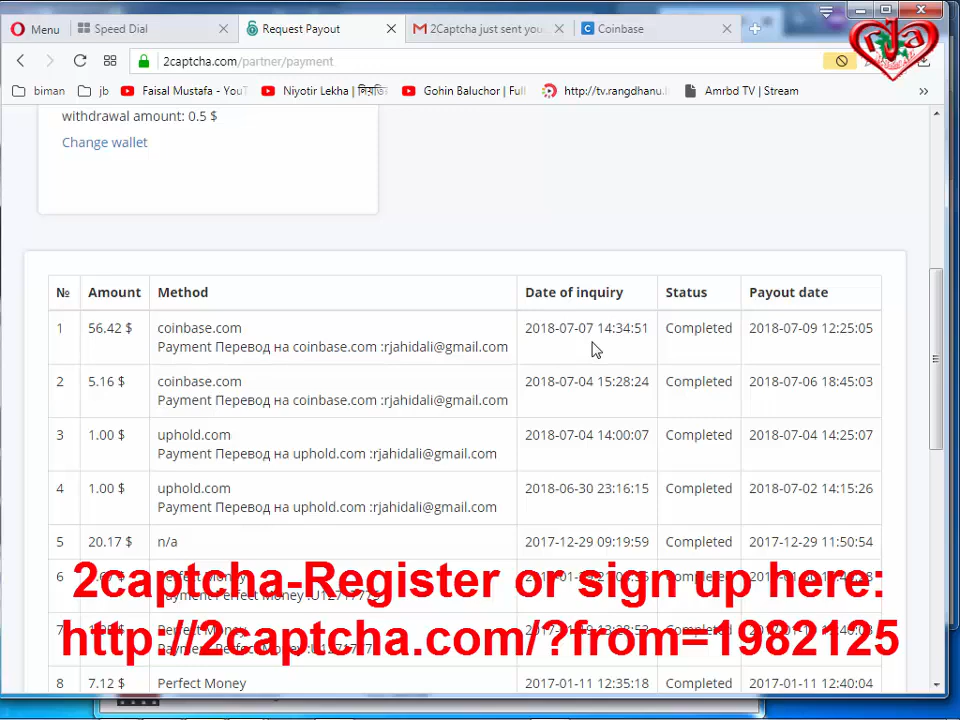 Menu Speed Dial Request Payout 2Captcha just sent you... Coinbase
rja
2captcha.com/partner/payment
biman jb Faisal Mustafa - YouT Niyotir Lekha | নিয়তি Gohin Baluchor | Full http://tv.rangdhanu. Amrbd TV | Stream »
withdrawal amount: 0.5 $
Change wallet
№ Amount Method Date of inquiry Status Payout date
1 56.42 $ coinbase.com 2018-07-07 14:34:51 Completed 2018-07-09 12:25:05
Payment Перевод на coinbase.com :rjahidali@gmail.com
2 5.16 $ coinbase.com 2018-07-04 15:28:24 Completed 2018-07-06 18:45:03
Payment Перевод на coinbase.com :rjahidali@gmail.com
3 1.00 $ uphold.com 2018-07-04 14:00:07 Completed 2018-07-04 14:25:07
Payment Перевод на uphold.com :rjahidali@gmail.com
4 1.00 $ uphold.com 2018-06-30 23:16:15 Completed 2018-07-02 14:15:26
Payment Перевод на uphold.com :rjahidali@gmail.com
5 20.17 $ n/a 2017-12-29 09:19:59 Completed 2017-12-29 11:50:54
6
2captcha-Register or sign up here:
7
http://2captcha.com/?from=1982125
8 7.12 $ Perfect Money 2017-01-11 12:35:18 Completed 2017-01-11 12:40:04